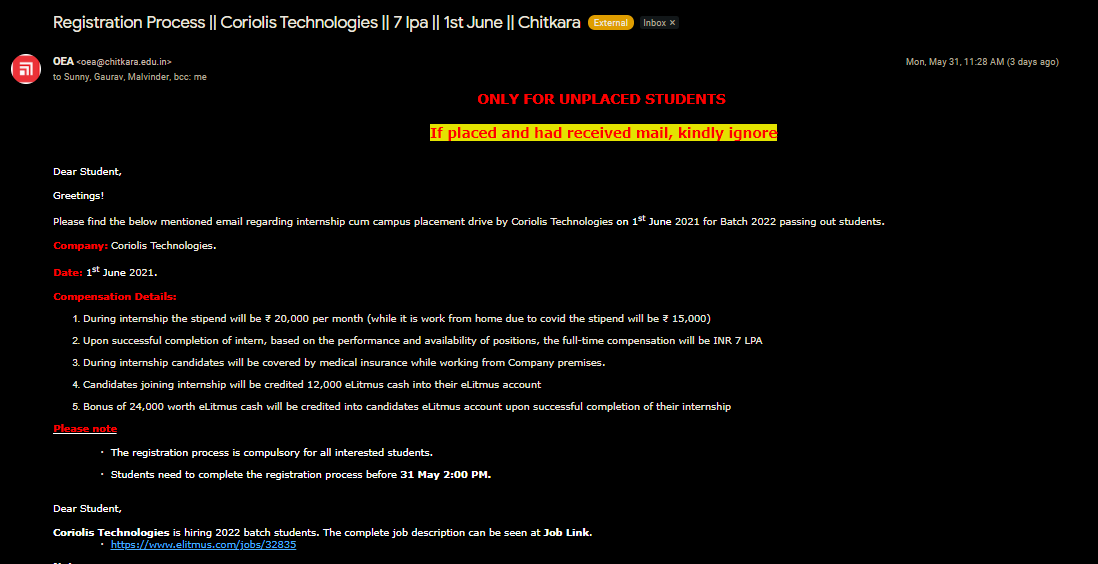 Registration Process || Coriolis Technologies || 7 lpa || 1st June || Chitkara External Inbox ×
OEA <oea@chitkara.edu.in>
Mon, May 31, 11:28 AM (3 days ago)
to Sunny, Gaurav, Malvinder, bcc: me
ONLY FOR UNPLACED STUDENTS
If placed and had received mail, kindly ignore
Dear Student,
Greetings!
Please find the below mentioned email regarding internship cum campus placement drive by Coriolis Technologies on 1st June 2021 for Batch 2022 passing out students.
Company: Coriolis Technologies.
Date: 1st June 2021.
Compensation Details:
1. During internship the stipend will be ₹ 20,000 per month (while it is work from home due to covid the stipend will be ₹ 15,000)
2. Upon successful completion of intern, based on the performance and availability of positions, the full-time compensation will be INR 7 LPA
3. During internship candidates will be covered by medical insurance while working from Company premises.
4. Candidates joining internship will be credited 12,000 eLitmus cash into their eLitmus account
5. Bonus of 24,000 worth eLitmus cash will be credited into candidates eLitmus account upon successful completion of their internship
Please note
· The registration process is compulsory for all interested students.
· Students need to complete the registration process before 31 May 2:00 PM.
Dear Student,
Coriolis Technologies is hiring 2022 batch students. The complete job description can be seen at Job Link.
· https://www.elitmus.com/jobs/32835